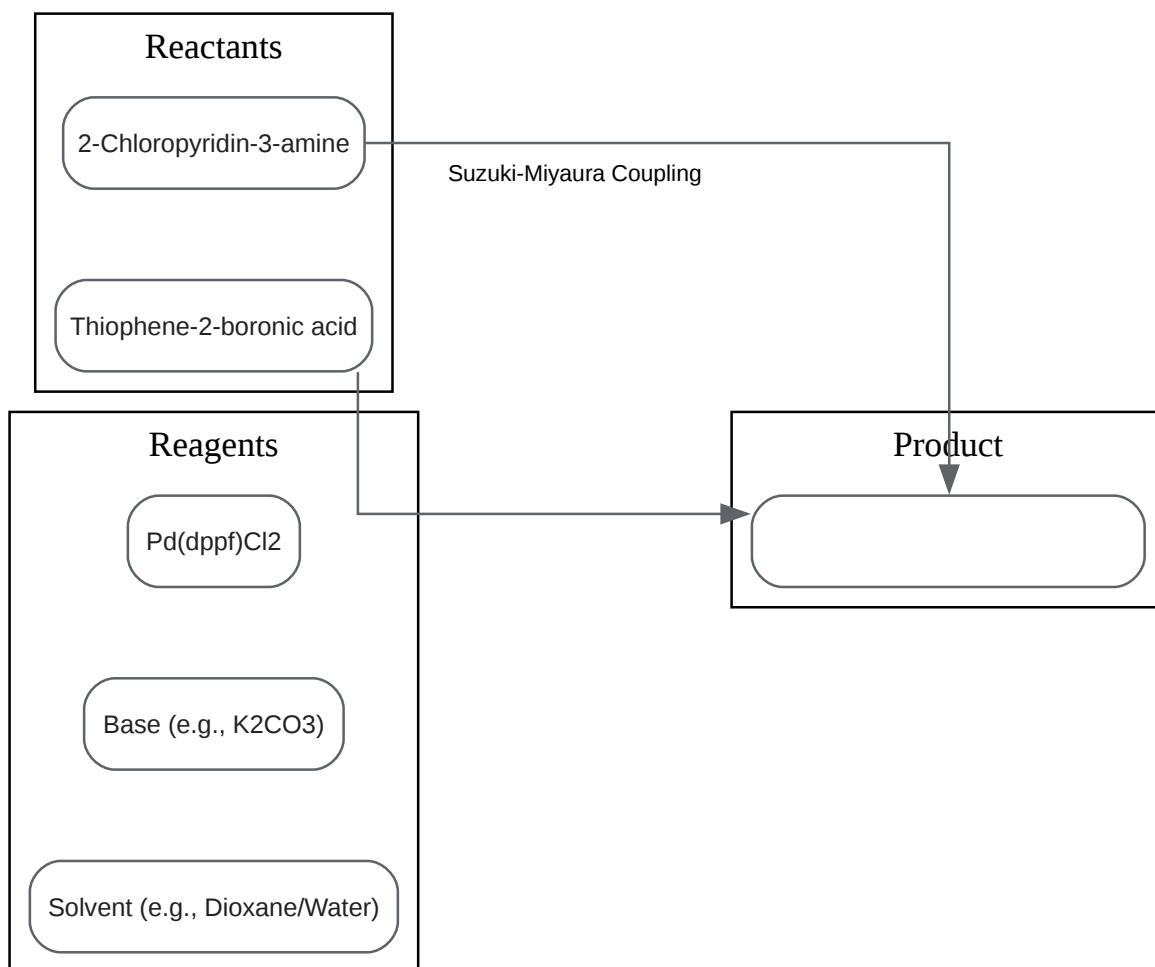 Reactants
2-Chloropyridin-3-amine
Suzuki-Miyaura Coupling
Thiophene-2-boronic acid
Reagents
Product
Pd(dppf)Cl2
Base (e.g., K2CO3)
Solvent (e.g., Dioxane/Water)